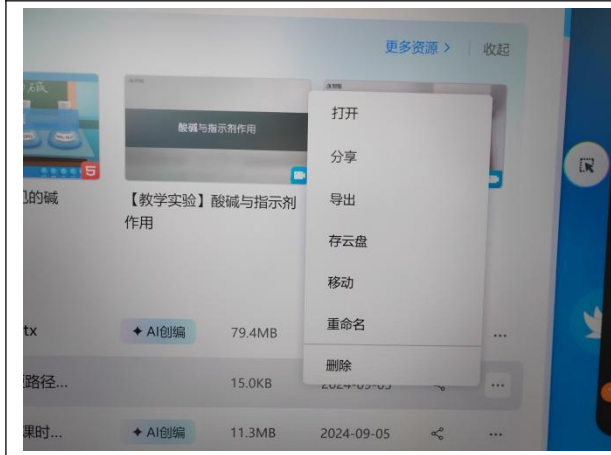 更多资源 >
收起
酸碱与指示剂作用
见的碱
【教学实验】酸碱与指示剂
作用
打开
分享
导出
存云盘
移动
重命名
删除
tx
AI创编
79.4MB
...
路径...
15.0KB
2024-09-05
...
课时...
AI创编
11.3MB
2024-09-05
...